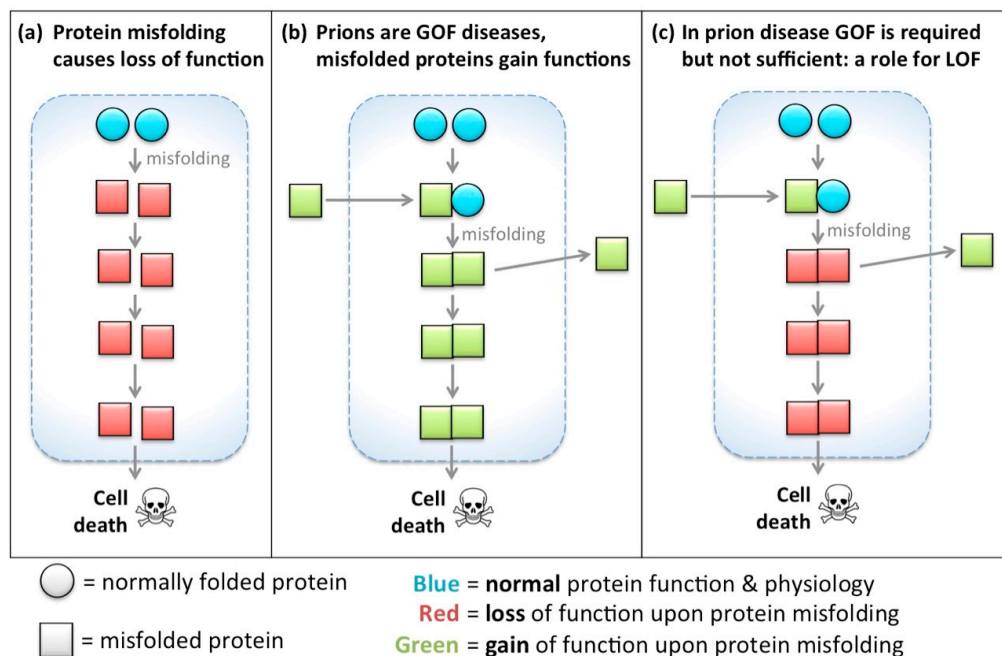 (a) Protein misfolding
causes loss of function
misfolding
Cell
death
(b) Prions are GOF diseases,
misfolded proteins gain functions
misfolding
Cell
death
(c) In prion disease GOF is required
but not sufficient: a role for LOF
misfolding
Cell
death
= normally folded protein
= misfolded protein
Blue = normal protein function & physiology
Red = loss of function upon protein misfolding
Green = gain of function upon protein misfolding